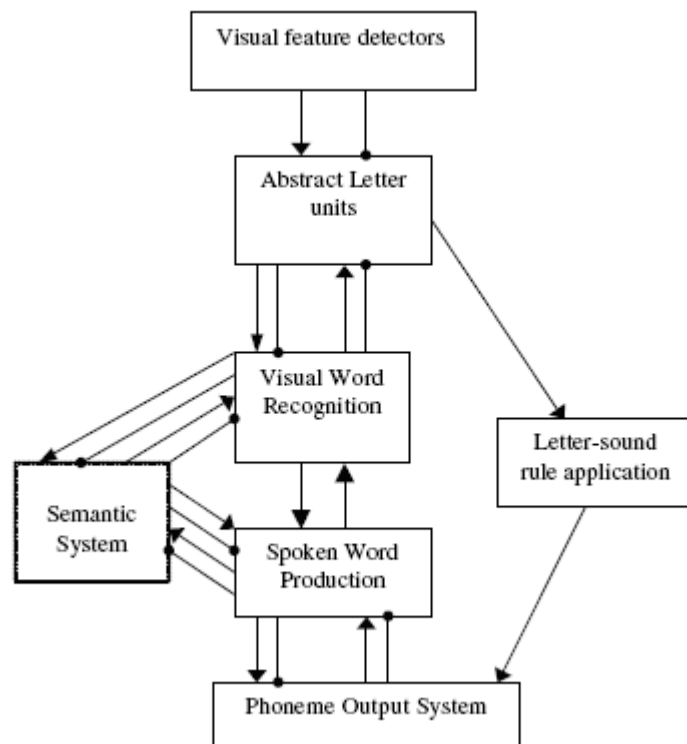 Visual feature detectors
Abstract Letter
units
Visual Word
Recognition
Letter-sound
rule application
Semantic
System
Spoken Word
Production
Phoneme Output System